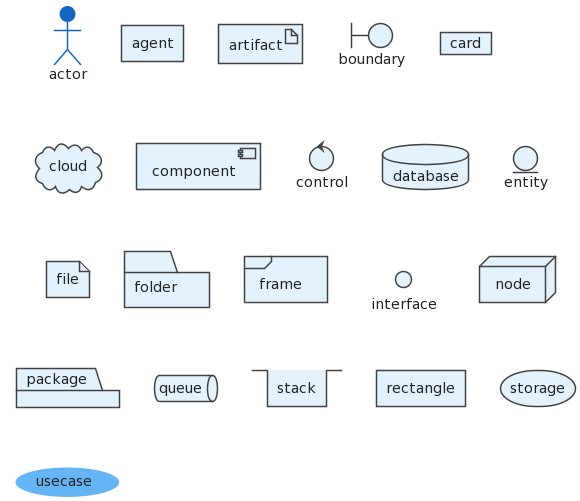 actor
agent
artifact
boundary
card
cloud
component
control
database
entity
file
folder
frame
interface
node
package
queue
stack
rectangle
storage
usecase